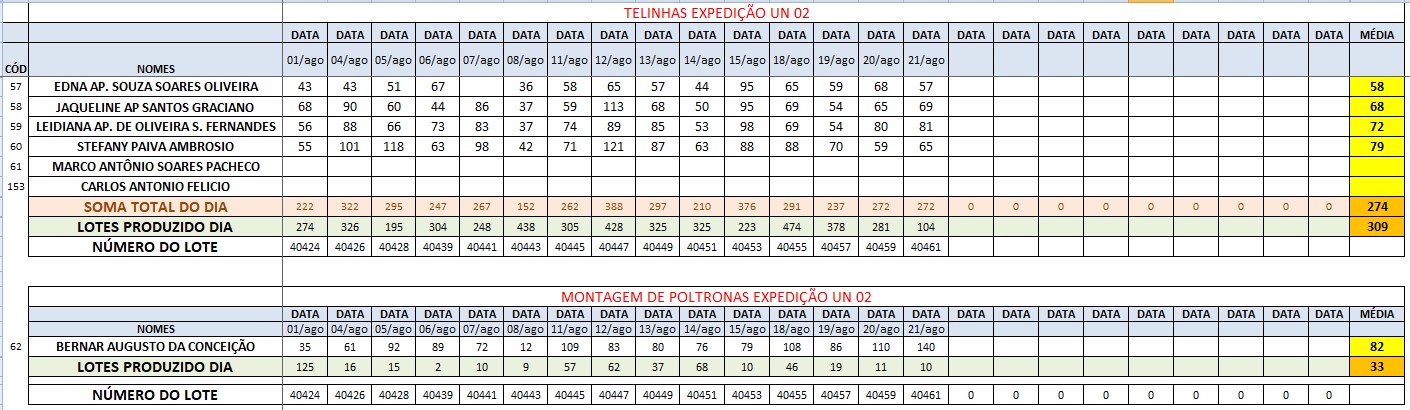 TELINHAS EXPEDIÇÃO UN 02
DATA DATA DATA DATA DATA DATA DATA DATA DATA DATA DATA DATA DATA DATA DATA DATA DATA DATA DATA DATA DATA DATA DATA DATA MÉDIA
CÓD NOMES 01/ago 04/ago 05/ago 06/ago 07/ago 08/ago 11/ago 12/ago 13/ago 14/ago 15/ago 18/ago 19/ago 20/ago 21/ago
57 EDNA AP. SOUZA SOARES OLIVEIRA 43 43 51 67 36 58 65 57 44 95 65 59 68 57 58
58 JAQUELINE AP SANTOS GRACIANO 68 90 60 44 86 37 59 113 68 50 95 69 54 65 69 68
59 LEIDIANA AP. DE OLIVEIRA S. FERNANDES 56 88 66 73 83 37 74 89 85 53 98 69 54 80 81 72
60 STEFANY PAIVA AMBROSIO 55 101 118 63 98 42 71 121 87 63 88 88 70 59 65 79
61 MARCO ANTÔNIO SOARES PACHECO
153 CARLOS ANTONIO FELICIO
SOMA TOTAL DO DIA 222 322 295 247 267 152 262 388 297 210 376 291 237 272 272 0 0 0 0 0 0 0 0 0 274
LOTES PRODUZIDO DIA 274 326 195 304 248 438 305 428 325 325 223 474 378 281 104 309
NÚMERO DO LOTE 40424 40426 40428 40439 40441 40443 40445 40447 40449 40451 40453 40455 40457 40459 40461
MONTAGEM DE POLTRONAS EXPEDIÇÃO UN 02
DATA DATA DATA DATA DATA DATA DATA DATA DATA DATA DATA DATA DATA DATA DATA DATA DATA DATA DATA DATA DATA DATA DATA DATA MÉDIA
NOMES 01/ago 04/ago 05/ago 06/ago 07/ago 08/ago 11/ago 12/ago 13/ago 14/ago 15/ago 18/ago 19/ago 20/ago 21/ago
62 BERNAR AUGUSTO DA CONCEIÇÃO 35 61 92 89 72 12 109 83 80 76 79 108 86 110 140 82
LOTES PRODUZIDO DIA 125 16 15 2 10 9 57 62 37 68 10 46 19 11 10 33
NÚMERO DO LOTE 40424 40426 40428 40439 40441 40443 40445 40447 40449 40451 40453 40455 40457 40459 40461 0 0 0 0 0 0 0 0 0